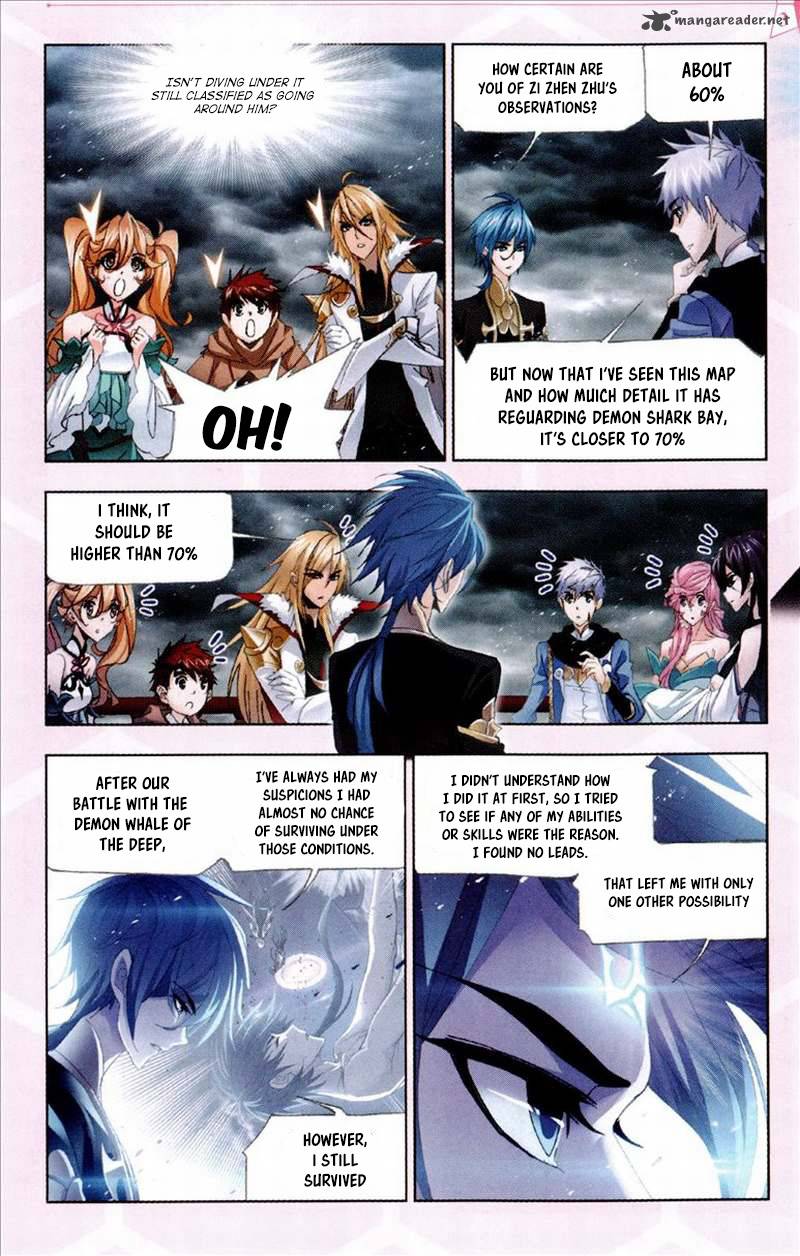 mangareader.net
ISN'T DIVING UNDER IT
STILL CLASSIFIED AS GOING
AROUND HIM?
OH!
HOW CERTAIN ARE
YOU OF ZI ZHEN ZHU'S
OBSERVATIONS?
ABOUT
60%
BUT NOW THAT I'VE SEEN THIS MAP
AND HOW MUICH DETAIL IT HAS
REGUARDING DEMON SHARK BAY,
IT'S CLOSER TO 70%
I THINK, IT
SHOULD BE
HIGHER THAN 70%
AFTER OUR
BATTLE WITH THE
DEMON WHALE OF
THE DEEP,
I'VE ALWAYS HAD MY
SUSPICIONS I HAD
ALMOST NO CHANCE
OF SURVIVING UNDER
THOSE CONDITIONS.
HOWEVER,
I STILL
SURVIVED
I DIDN'T UNDERSTAND HOW
I DID IT AT FIRST, SO I TRIED
TO SEE IF ANY OF MY ABILITIES
OR SKILLS WERE THE REASON.
I FOUND NO LEADS.
THAT LEFT ME WITH ONLY
ONE OTHER POSSIBILITY